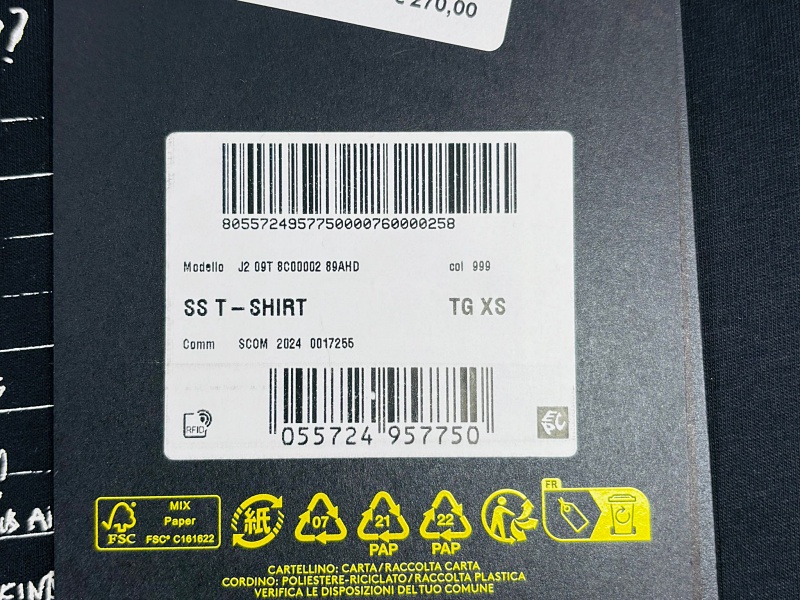 270,00
8055724957750000760000258
Modello J2 09T 8C00002 89AHD col 999
SS T-SHIRT TG XS
Comm SCOM 2024 0017255
RFID
055724 957750
FSC
MIX
Paper
FSC® C161622
紙
07
21
PAP
22
PAP
FR
CARTELLINO: CARTA/RACCOLTA CARTA
CORDINO: POLIESTERE-RICICLATO/RACCOLTA PLASTICA
VERIFICA LE DISPOSIZIONI DEL TUO COMUNE